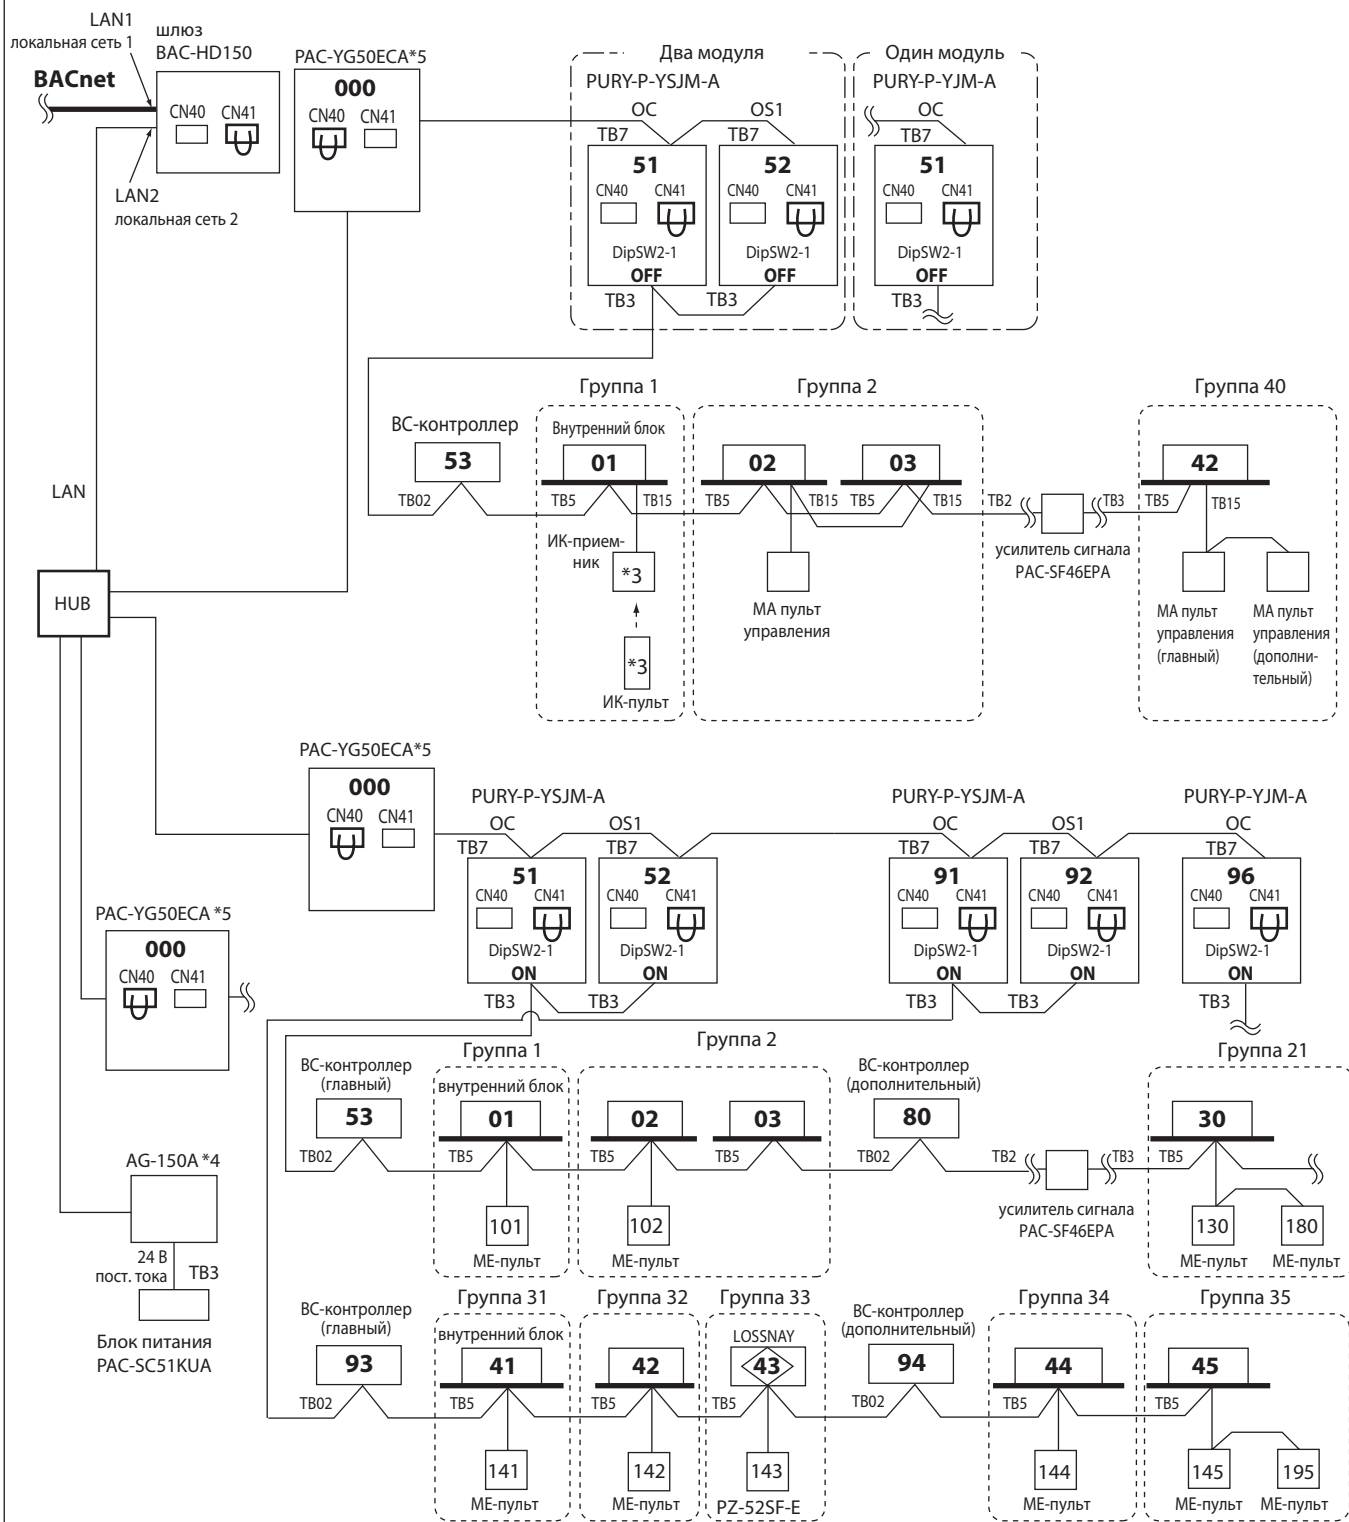 LAN1
локальная сеть 1
шлюз
BAC-HD150
BACnet
CN40 CN41
LAN2
локальная сеть 2
PAC-YG50ECA*5
000
CN40 CN41
Два модуля
PURY-P-YSJM-A
OC OS1
TB7 TB7
51 52
CN40 CN41 CN40 CN41
DipSW2-1 DipSW2-1
OFF OFF
TB3 TB3
Один модуль
PURY-P-YJM-A
OC
TB7
51
CN40 CN41
DipSW2-1
OFF
TB3
Группа 1 Группа 2 Группа 40
ВС-контроллер Внутренний блок
53 01 02 03 42
TB02 TB5 TB15 TB5 TB15 TB5 TB15 TB2 TB3 TB5 TB15
усилитель сигнала
PAC-SF46EPA
ИК-прием-
ник
*3
*3
ИК-пульт
МА пульт
управления
МА пульт
управления
(главный)
МА пульт
управления
(дополни-
тельный)
LAN
HUB
PAC-YG50ECA*5
000
CN40 CN41
PURY-P-YSJM-A PURY-P-YSJM-A PURY-P-YJM-A
OC OS1 OC OS1 OC
TB7 TB7 TB7 TB7 TB7
51 52 91 92 96
CN40 CN41 CN40 CN41 CN40 CN41 CN40 CN41 CN40 CN41
DipSW2-1 DipSW2-1 DipSW2-1 DipSW2-1 DipSW2-1
ON ON ON ON ON
TB3 TB3 TB3 TB3 TB3
PAC-YG50ECA *5
000
CN40 CN41
Группа 1 Группа 2 Группа 21
ВС-контроллер
(главный)
внутренний блок
ВС-контроллер
(дополнительный)
53 01 02 03 80 30
TB02 TB5 TB5 TB5 TB02 TB2 TB3 TB5
усилитель сигнала
PAC-SF46EPA
101 102 130 180
МЕ-пульт МЕ-пульт МЕ-пульт МЕ-пульт
AG-150A *4
24 В
пост. тока
TB3
Блок питания
PAC-SC51KUA
Группа 31 Группа 32 Группа 33 Группа 34 Группа 35
ВС-контроллер
(главный)
внутренний блок
LOSSNAY
ВС-контроллер
(дополнительный)
93 41 42 43 94 44 45
TB02 TB5 TB5 TB5 TB02 TB5 TB5
141 142 143 144 145 195
МЕ-пульт МЕ-пульт PZ-52SF-E МЕ-пульт МЕ-пульт МЕ-пульт